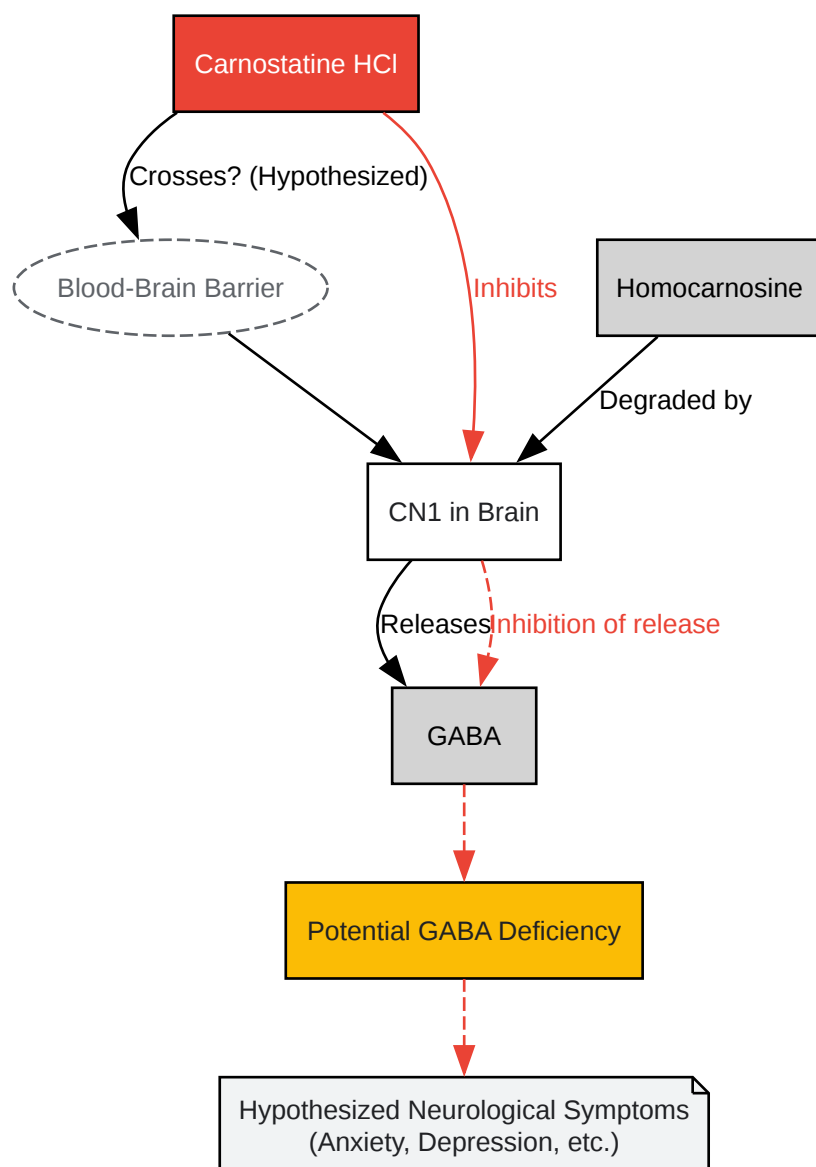 Carnostatine HCl
Crosses? (Hypothesized)
Blood-Brain Barrier
Inhibits
Homocarnosine
Degraded by
CN1 in Brain
Releases
Inhibition of release
GABA
Potential GABA Deficiency
Hypothesized Neurological Symptoms
(Anxiety, Depression, etc.)